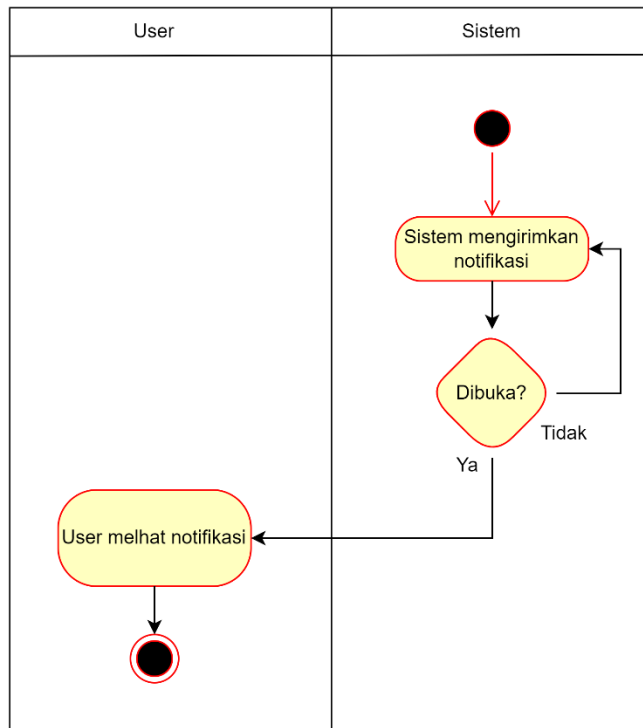 User
Sistem
Sistem mengirimkan
notifikasi
Dibuka?
Tidak
Ya
User melhat notifikasi